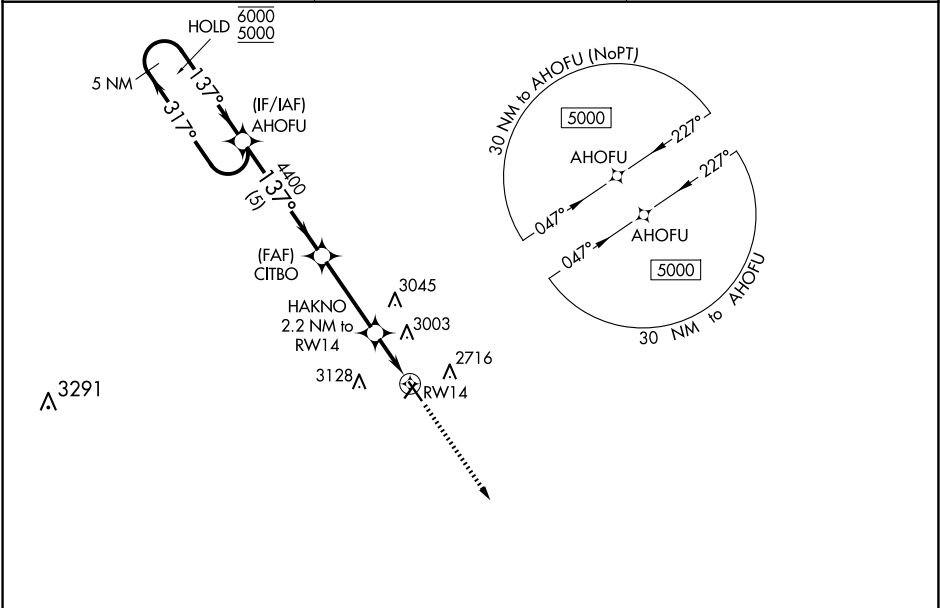 HOLD 6000
5000
5 NM
137°
317°
(IF/IAF)
AHOFU
4400
137°
(5)
(FAF)
CITBO
HAKNO
2.2 NM to
RW14
3045
3003
2716
3128
RW14
3291
30 NM to AHOFU (NoPT)
5000
227°
AHOFU
047°
227°
047°
AHOFU
5000
30 NM to AHOFU